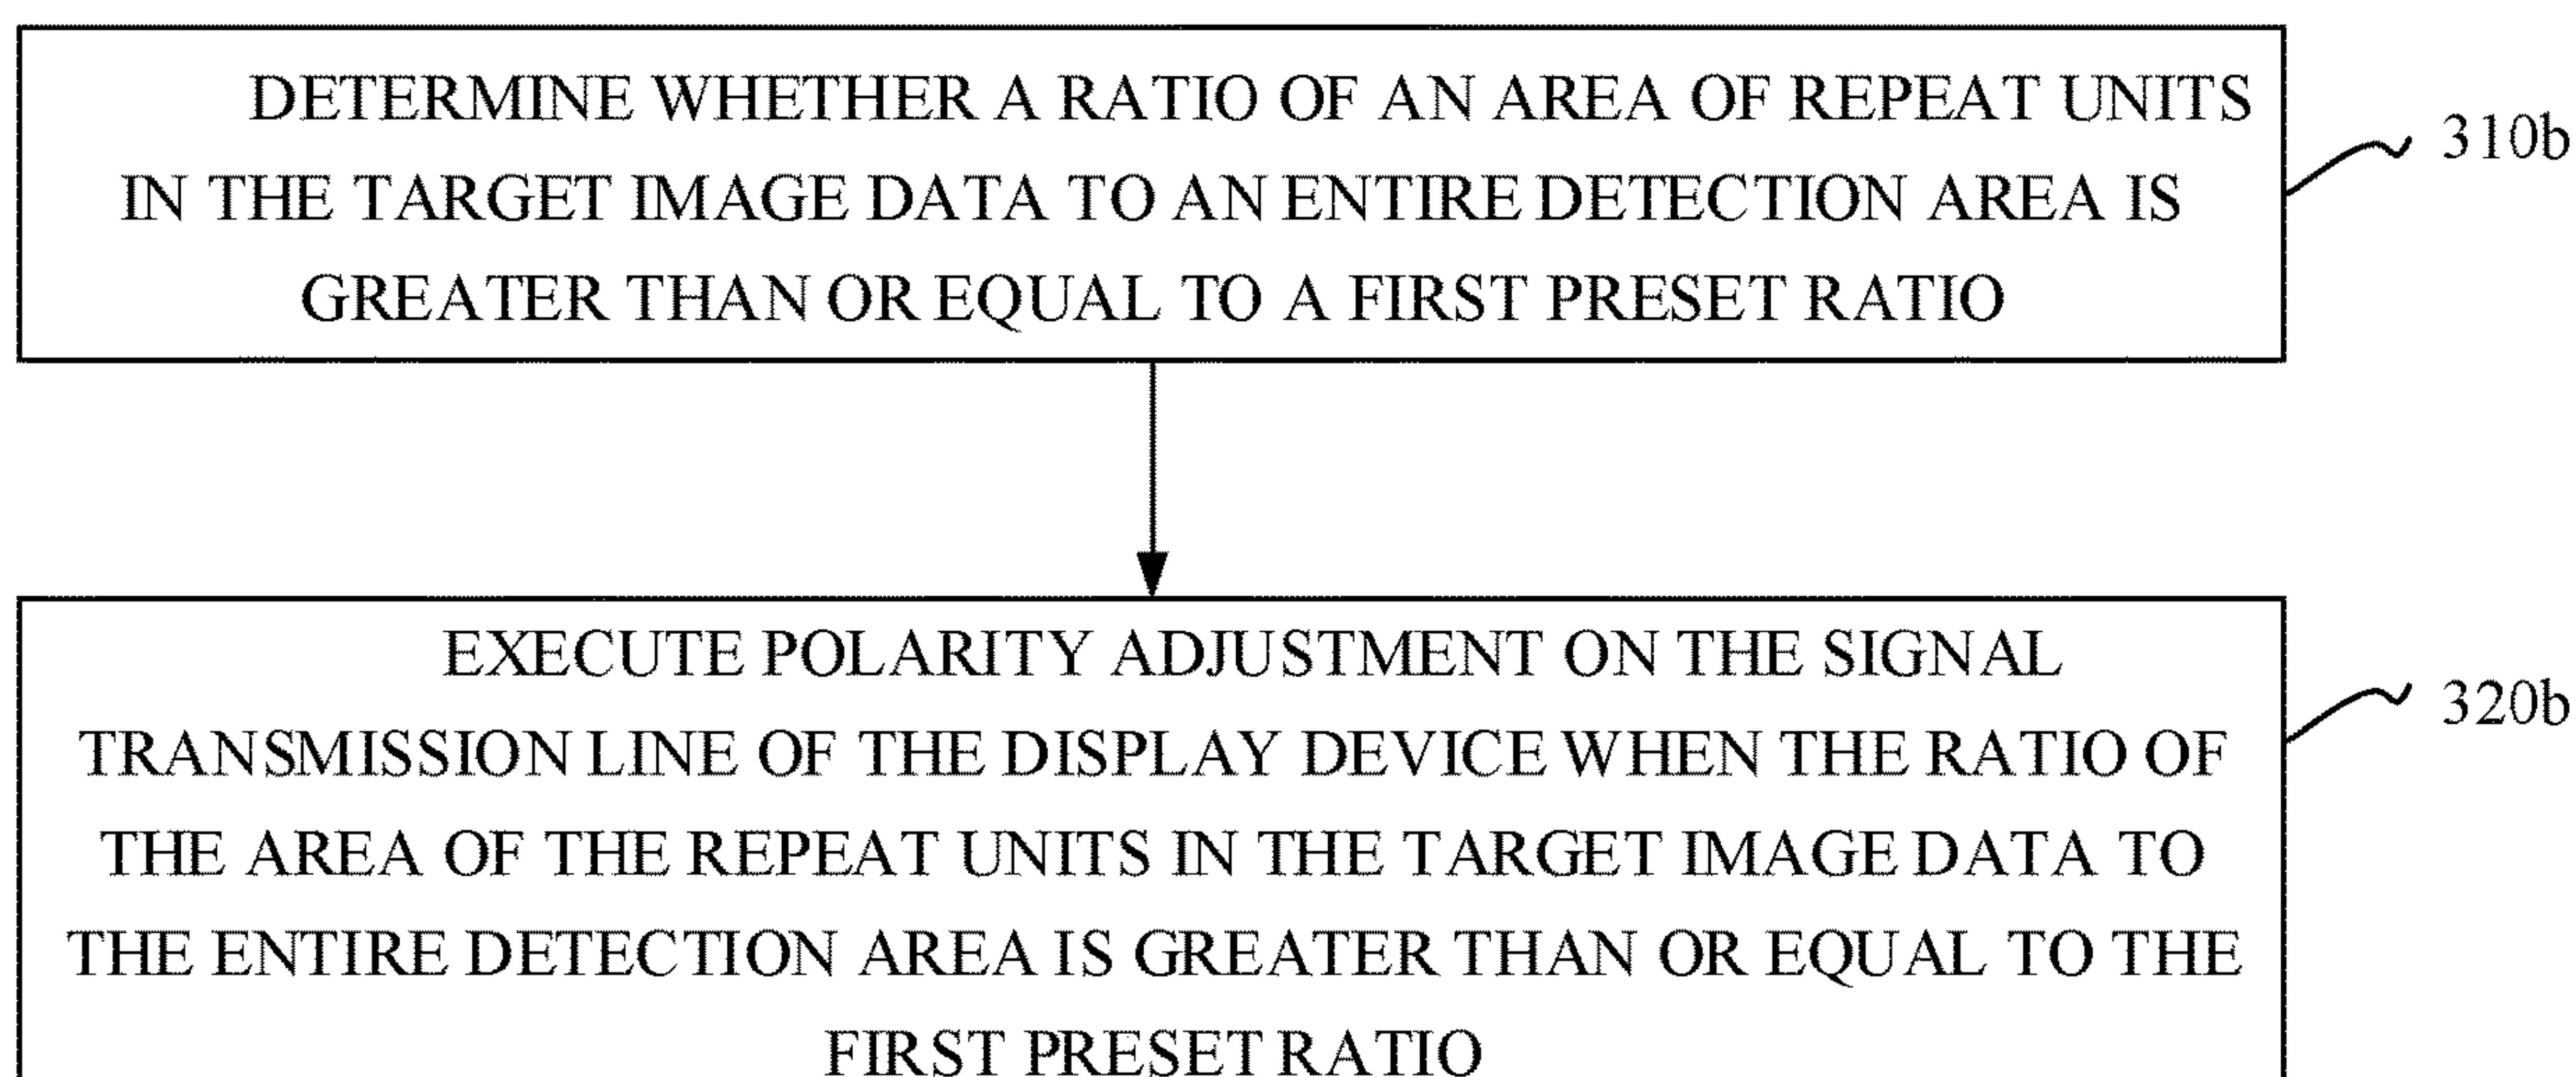 DETERMINE WHETHER A RATIO OF AN AREA OF REPEAT UNITS
IN THE TARGET IMAGE DATA TO AN ENTIRE DETECTION AREA IS
GREATER THAN OR EQUAL TO A FIRST PRESET RATIO
310b
EXECUTE POLARITY ADJUSTMENT ON THE SIGNAL
TRANSMISSION LINE OF THE DISPLAY DEVICE WHEN THE RATIO OF
THE AREA OF THE REPEAT UNITS IN THE TARGET IMAGE DATA TO
THE ENTIRE DETECTION AREA IS GREATER THAN OR EQUAL TO THE
FIRST PRESET RATIO
320b